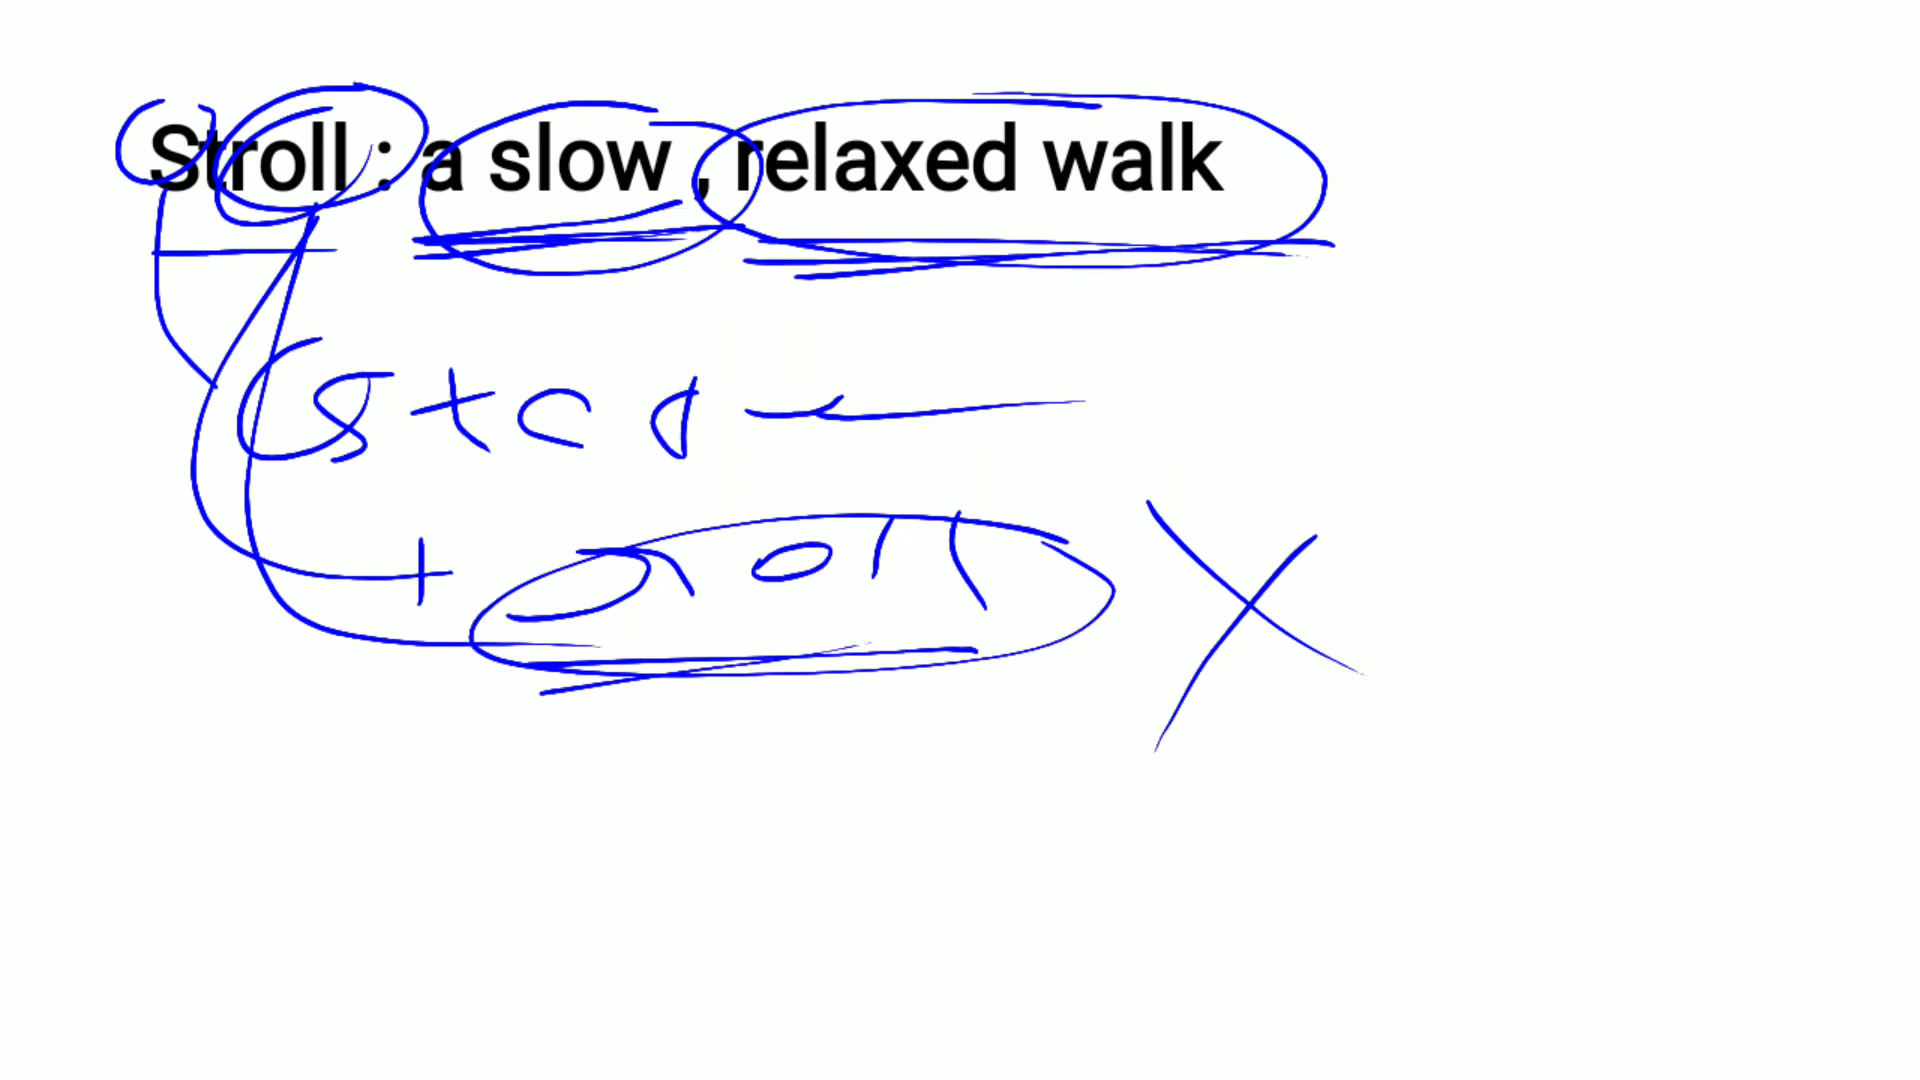 Stroll : a slow , relaxed walk
+ roll